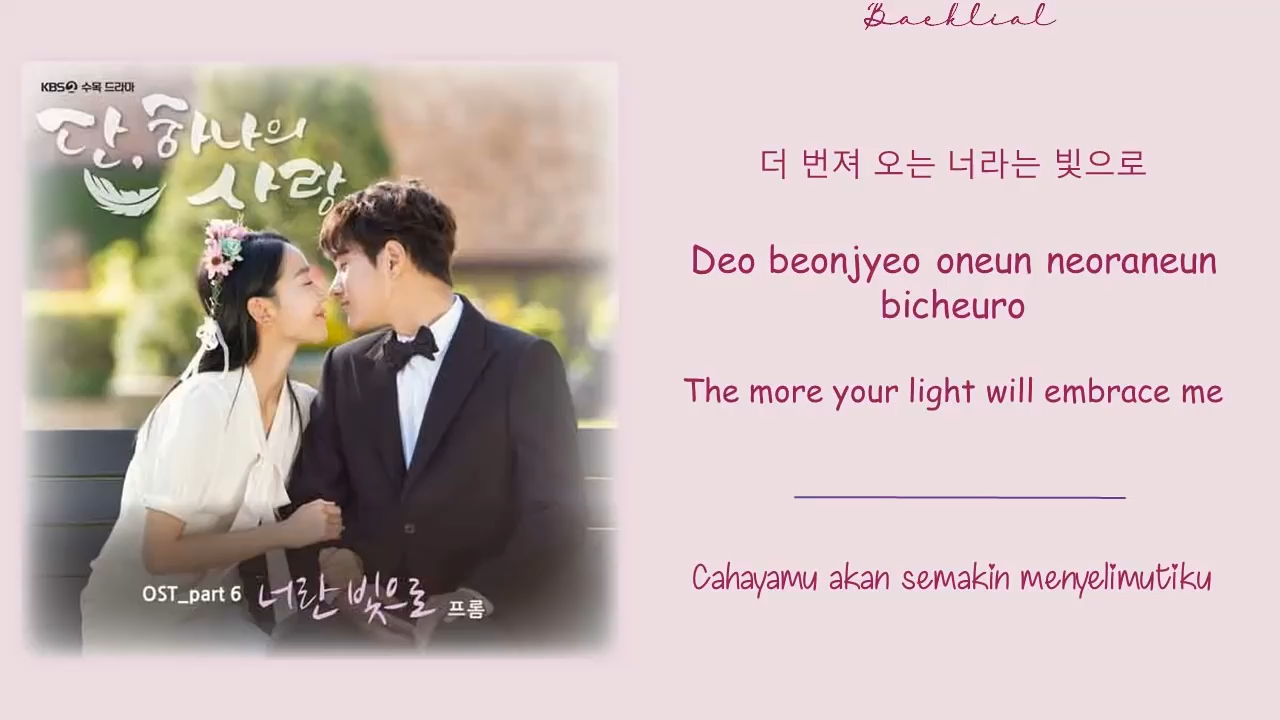 Baeklial
KBS2 수목 드라마
단, 하나의
사랑
OST_part 6 너란 빛으로 프롬
더 번져 오는 너라는 빛으로
Deo beonjyeo oneun neoraneun
bicheuro
The more your light will embrace me
Cahayamu akan semakin menyelimutiku